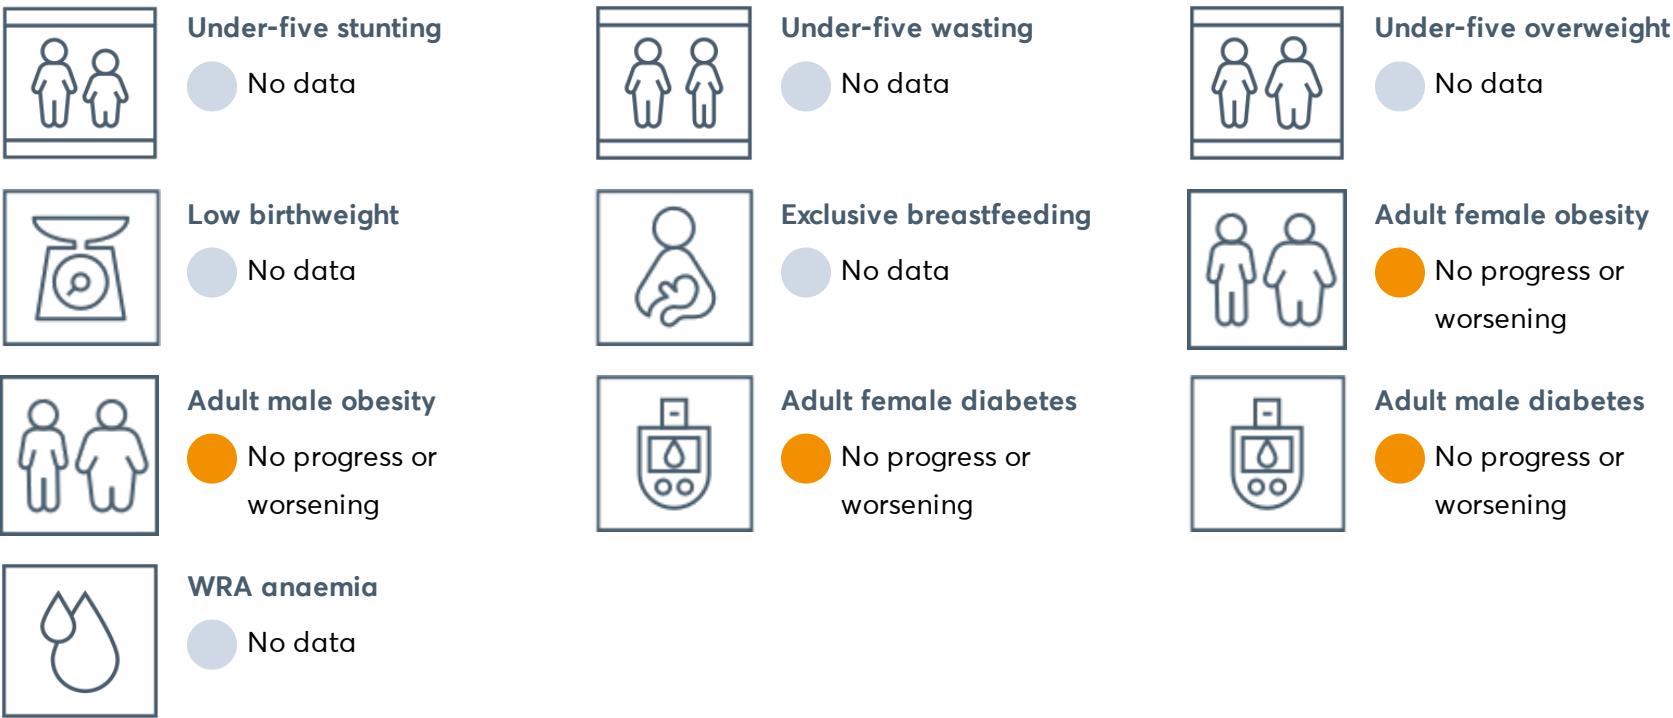 Under-five stunting
No data
Under-five wasting
No data
Under-five overweight
No data
Low birthweight
No data
Exclusive breastfeeding
No data
Adult female obesity
No progress or
worsening
Adult male obesity
No progress or
worsening
Adult female diabetes
No progress or
worsening
Adult male diabetes
No progress or
worsening
WRA anaemia
No data